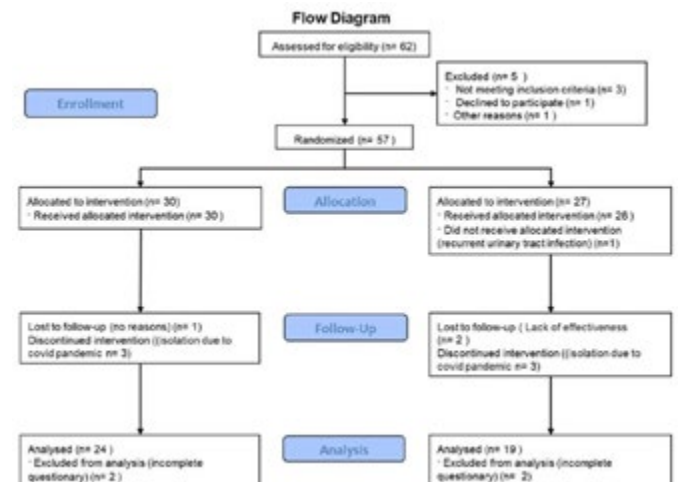 Flow Diagram
Assessed for eligibility (n= 62)
Excluded (n= 5 )
· Not meeting inclusion criteria (n= 3)
· Declined to participate (n= 1)
· Other reasons (n= 1 )
Enrollment
Randomized (n= 57 )
Allocated to intervention (n= 30)
· Received allocated intervention (n= 30 )
Allocation
Allocated to intervention (n= 27)
· Received allocated intervention (n= 26 )
· Did not receive allocated intervention
(recurrent urinary tract infection) (n=1)
Lost to follow-up (no reasons) (n= 1)
Discontinued intervention ((isolation due to
covid pandemic n= 3)
Follow-Up
Lost to follow-up ( Lack of effectiveness
(n= 2 )
Discontinued intervention ((isolation due to
covid pandemic n= 3)
Analysed (n= 24 )
· Excluded from analysis (incomplete
questionary) (n= 2 )
Analysis
Analysed (n= 19 )
· Excluded from analysis (incomplete
questionary) (n= 2)